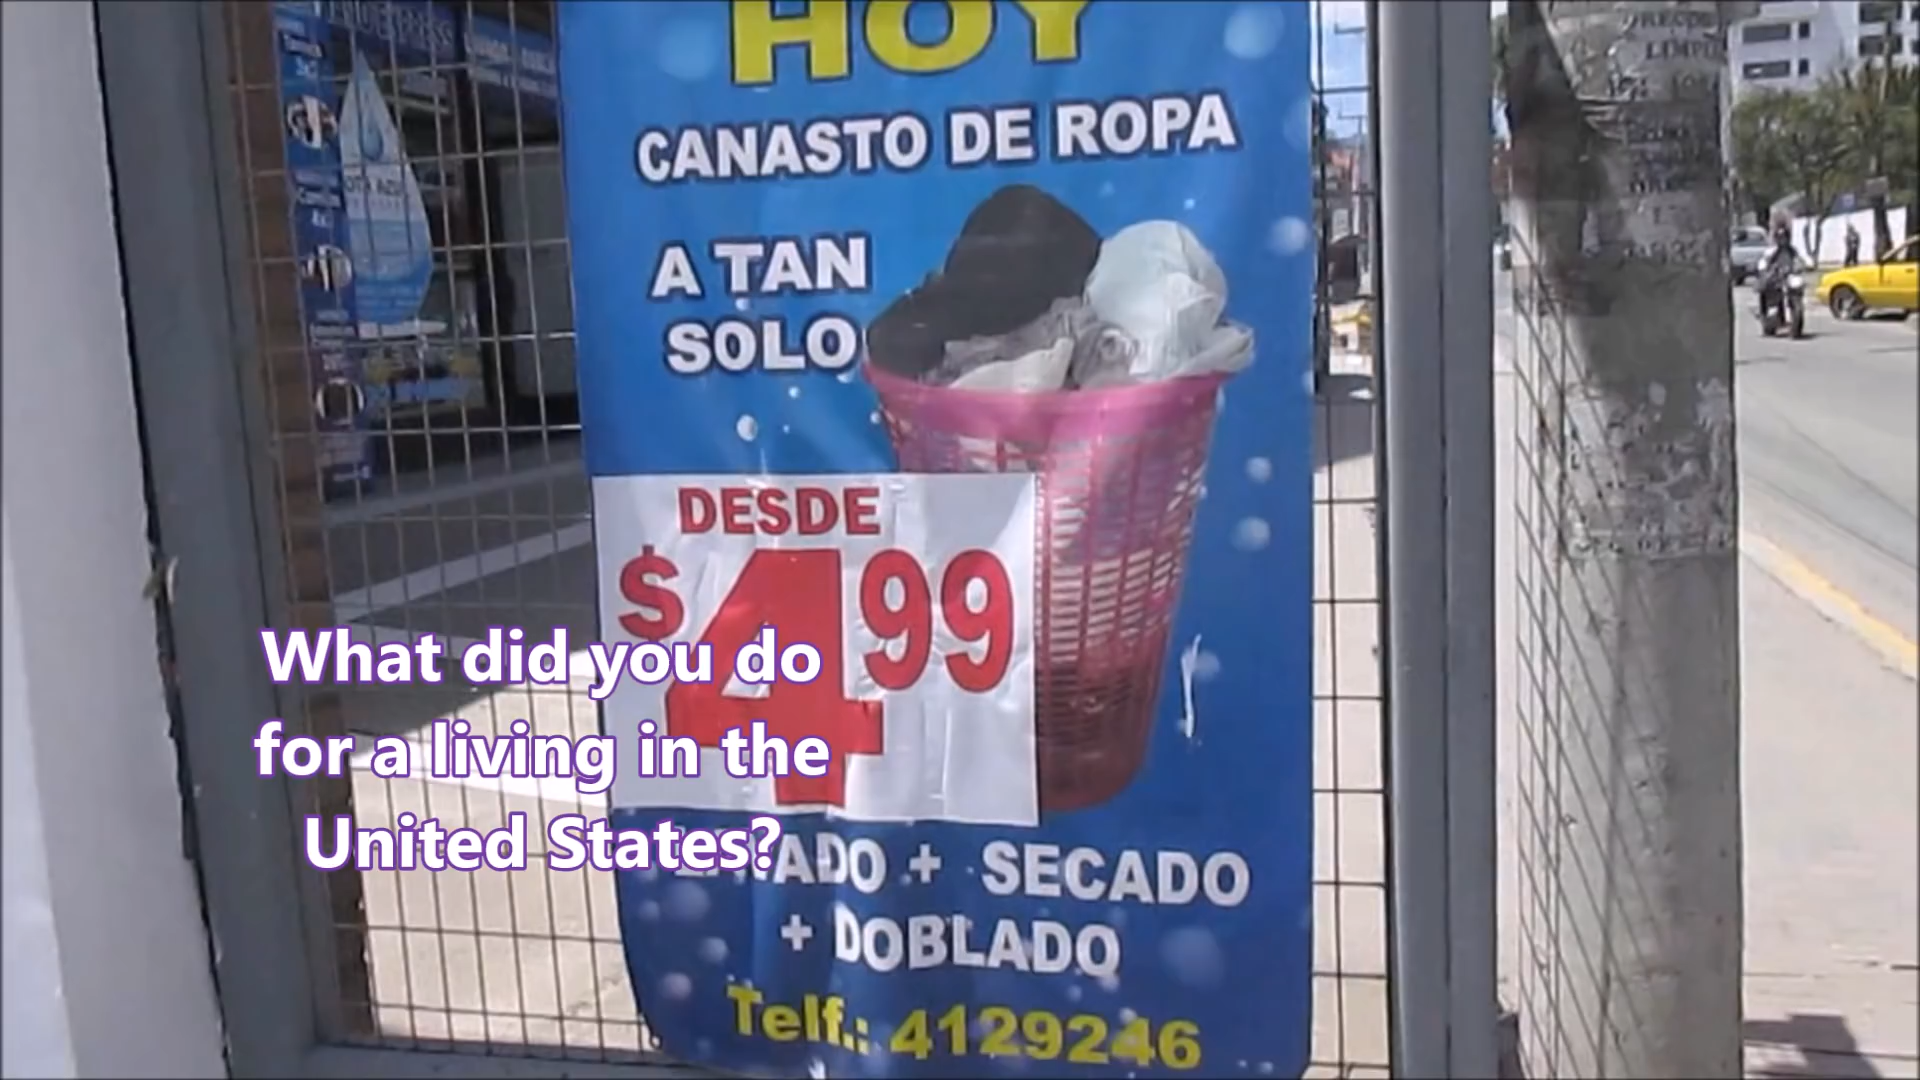 HOY
CANASTO DE ROPA
A TAN
SOLO
DESDE
$4.99
What did you do
for a living in the
United States?
LAVADO + SECADO
+ DOBLADO
Telf.: 4129246